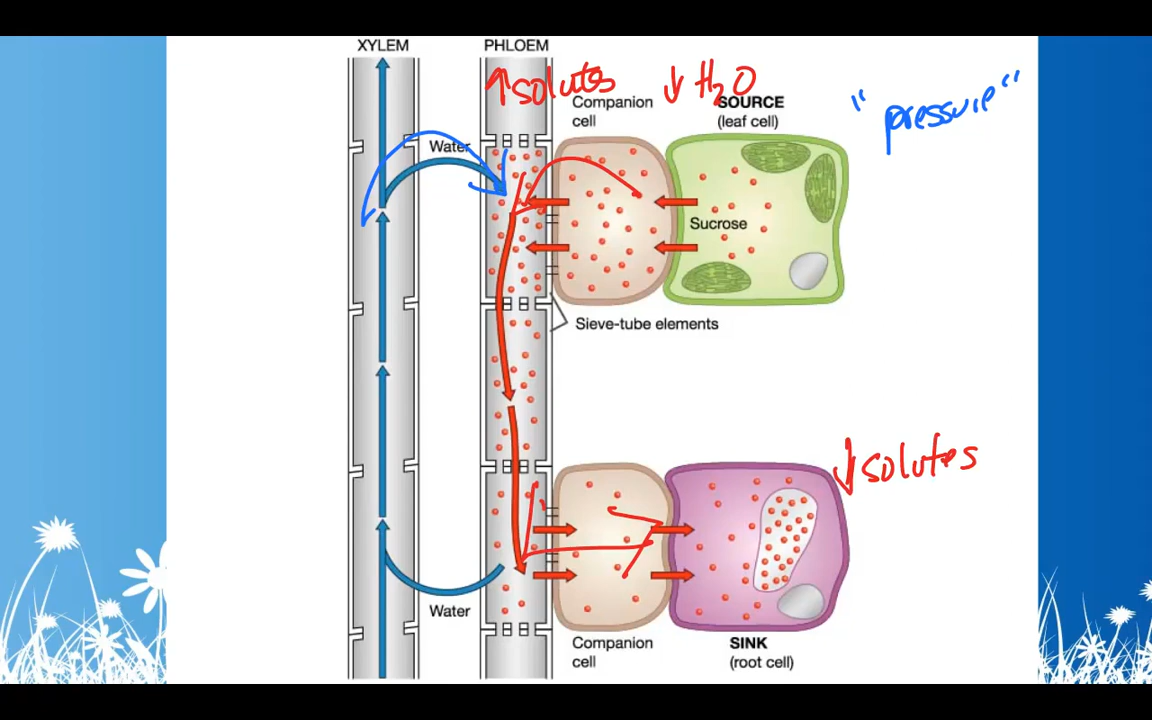 XYLEM
PHLOEM
↑solutes
↓H₂O
Companion
cell
SOURCE
(leaf cell)
"pressure"
Water
Sucrose
Sieve-tube elements
↓solutes
Water
Companion
cell
SINK
(root cell)